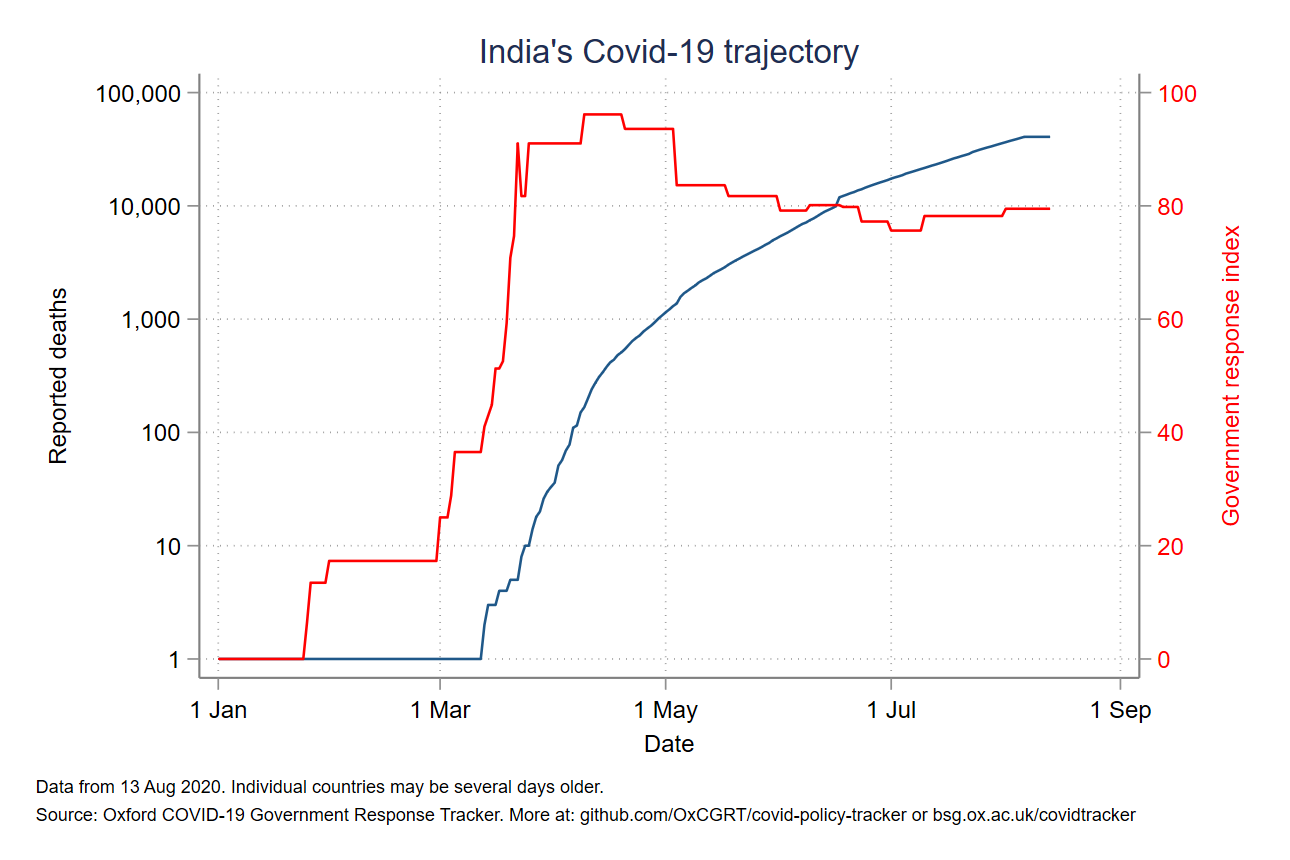 India's Covid-19 trajectory
100,000
10,000
1,000
100
10
1
Reported deaths
100
80
60
40
20
0
Government response index
1 Jan
1 Mar
1 May
1 Jul
1 Sep
Date
Data from 13 Aug 2020. Individual countries may be several days older.
Source: Oxford COVID-19 Government Response Tracker. More at: github.com/OxCGRT/covid-policy-tracker or bsg.ox.ac.uk/covidtracker